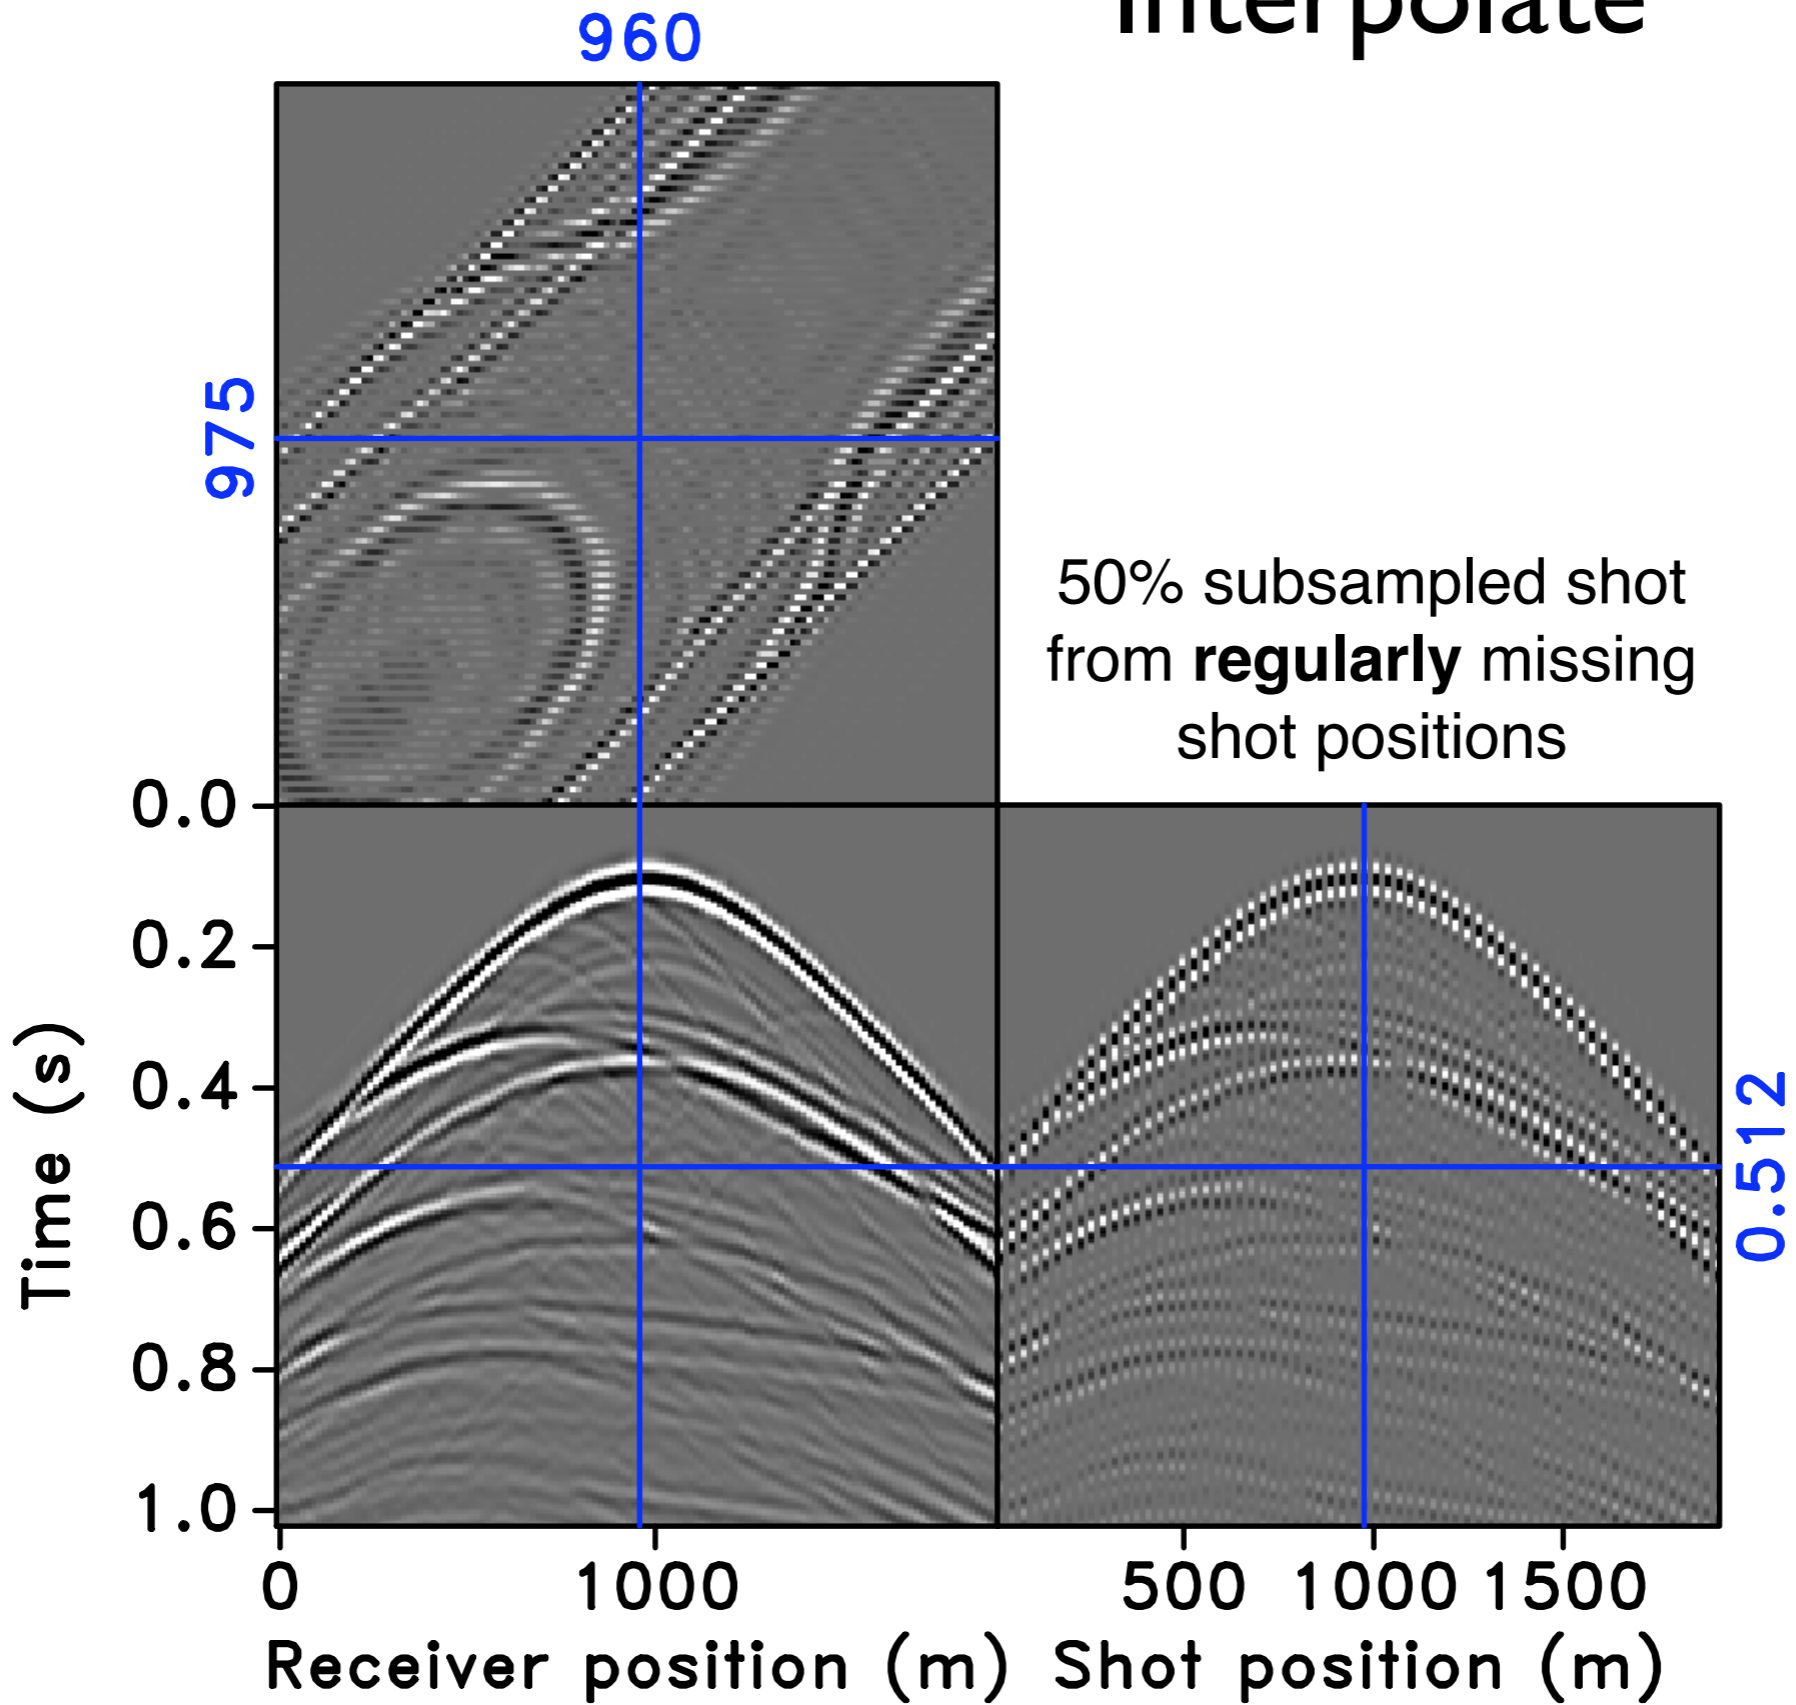 Interpolate
960
975
50% subsampled shot
from regularly missing
shot positions
0.0
0.2
0.4
0.6
0.8
1.0
Time (s)
0.512
0 1000 500 1000 1500
Receiver position (m) Shot position (m)